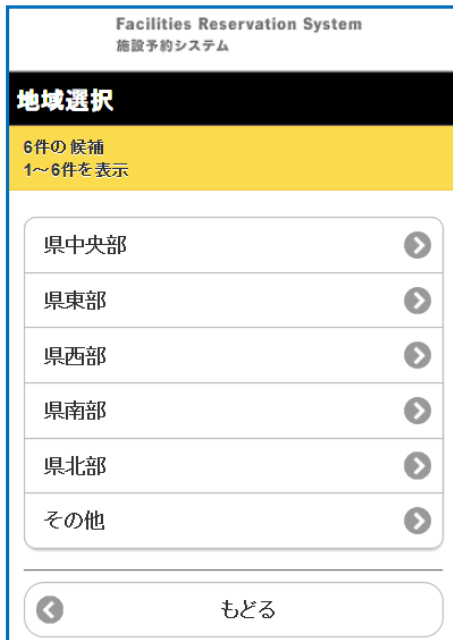 Facilities Reservation System
施設予約システム
地域選択
6件の候補
1～6件を表示
県中央部
県東部
県西部
県南部
県北部
その他
もどる